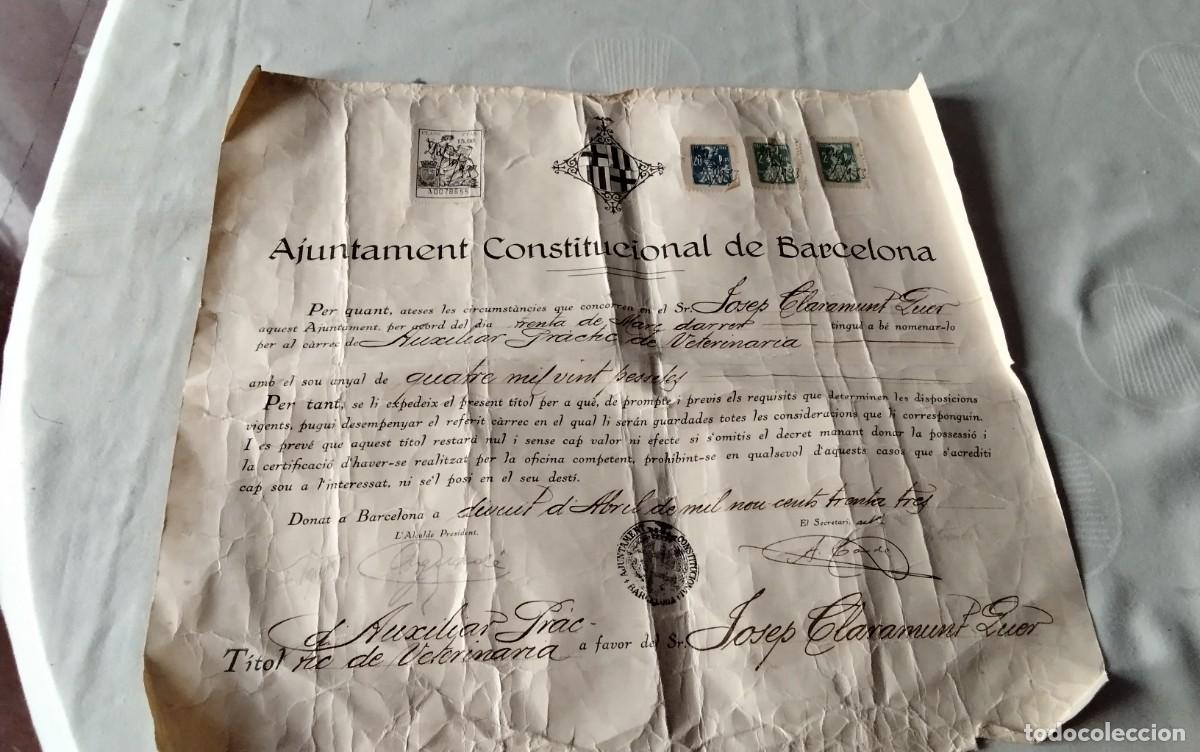 A0078655
Ajuntament Constitucional de Barcelona
Per quant, ateses les circumstàncies que concorren en el Sr. Josep Claramunt Quer
aquest Ajuntament, per acord del dia trenta de Març darrer tingué a bé nomenar-lo
per al càrrec de Auxiliar Pràctic de Veterinaria
amb el sou anyal de quatre mil vint pessetes
Per tant, se li expedeix el present títol per a què, de prompte i previs els requisits que determinen les disposicions
vigents, pugui desempenyar el referit càrrec en el qual li seràn guardades totes les consideracions que li corresponguin.
I es prevé que aquest títol restarà nul i sense cap valor ni efecte si s'omitís el decret manant donar la possessió i
la certificació d'haver-se realitzat per la oficina competent, prohibint-se en qualsevol d'aquests casos que s'acrediti
cap sou a l'interessat, ni se'l posi en el seu destí.
Donat a Barcelona a divuit d'Abril de mil nou cents trenta tres
L'Alcalde President, El Secretari,
AJUNTAMENT CONSTITUCIONAL BARCELONA
d'Auxiliar Pràc-
Títol tic de Veterinaria a favor del Sr. Josep Claramunt Quer
todocoleccion